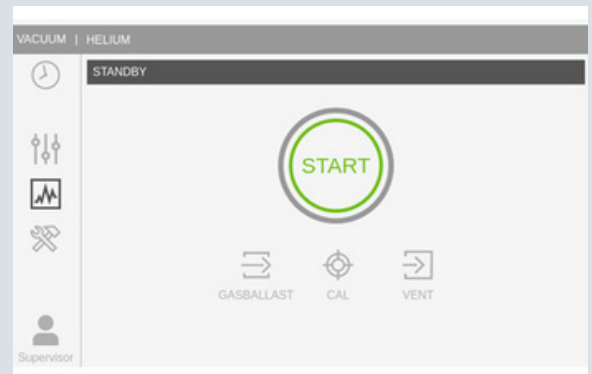 VACUUM | HELIUM
STANDBY
START
GASBALLAST CAL VENT
Supervisor